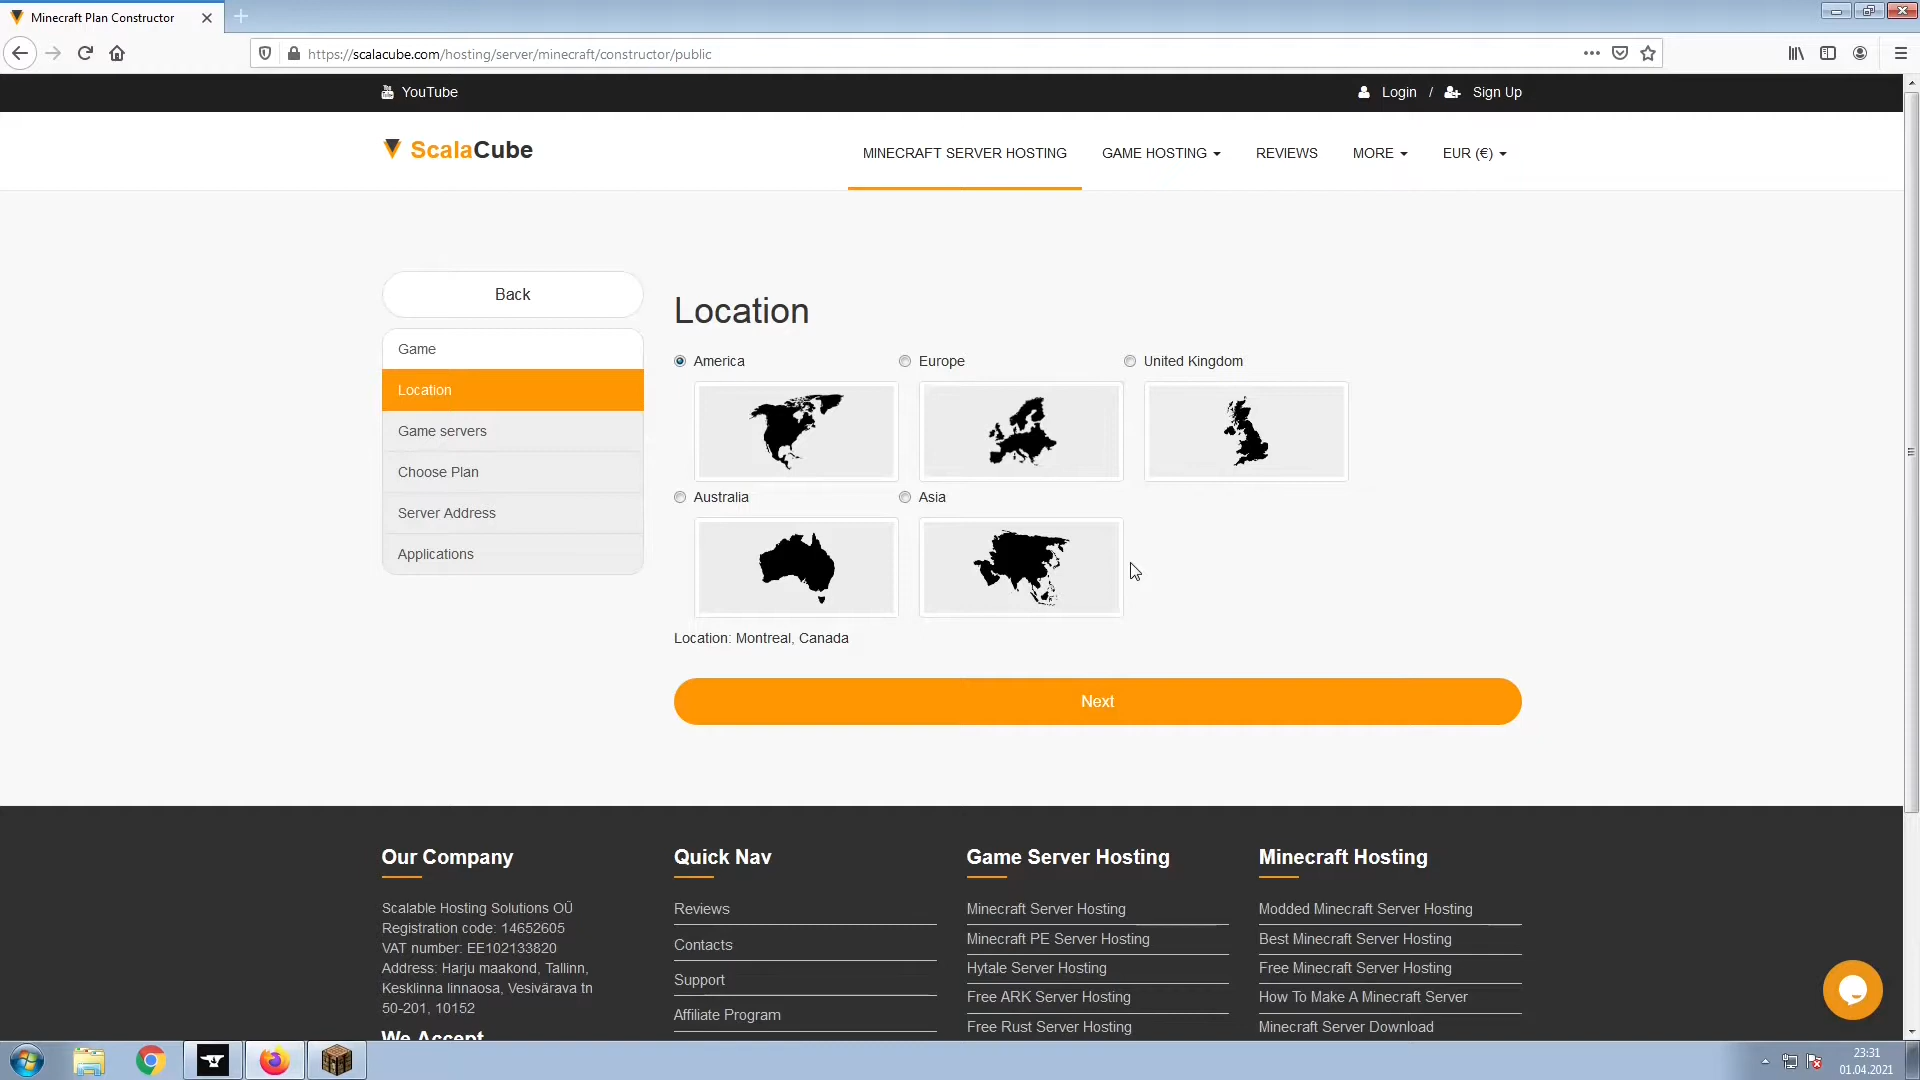 Minecraft Plan Constructor
https://scalacube.com/hosting/server/minecraft/constructor/public
YouTube
Login / Sign Up
ScalaCube
MINECRAFT SERVER HOSTING
GAME HOSTING
REVIEWS
MORE
EUR (€)
Back
Game
Location
Game servers
Choose Plan
Server Address
Applications
Location
America
Europe
United Kingdom
Australia
Asia
Location: Montreal, Canada
Next
Our Company
Scalable Hosting Solutions OÜ
Registration code: 14652605
VAT number: EE102133820
Address: Harju maakond, Tallinn,
Kesklinna linnaosa, Vesivärava tn
50-201, 10152
We Accept
Quick Nav
Reviews
Contacts
Support
Affiliate Program
Game Server Hosting
Minecraft Server Hosting
Minecraft PE Server Hosting
Hytale Server Hosting
Free ARK Server Hosting
Free Rust Server Hosting
Minecraft Hosting
Modded Minecraft Server Hosting
Best Minecraft Server Hosting
Free Minecraft Server Hosting
How To Make A Minecraft Server
Minecraft Server Download
23:31
01.04.2021